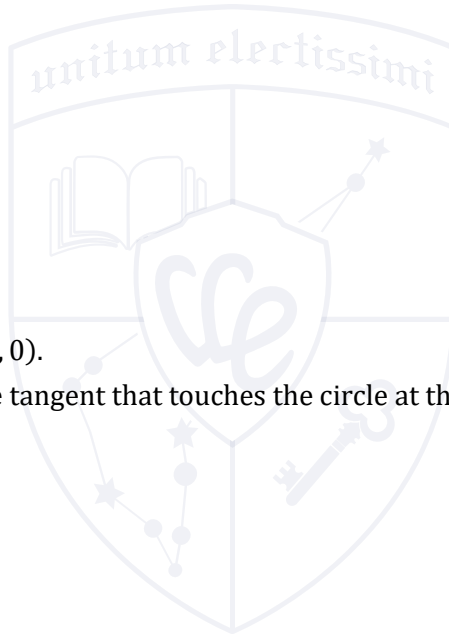 unitum electissimi
, 0).
e tangent that touches the circle at th